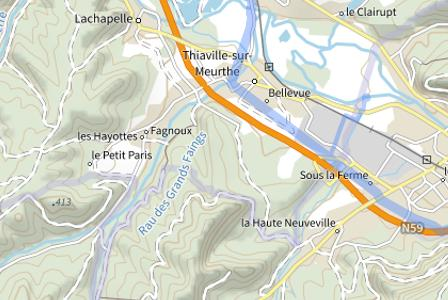 le Clairupt
Lachapelle
Thiaville-sur-
Meurthe
Bellevue
les Hayottes
Fagnoux
le Petit Paris
Rau des Grands Faings
Sous la Ferme
413
la Haute Neuveville
N59